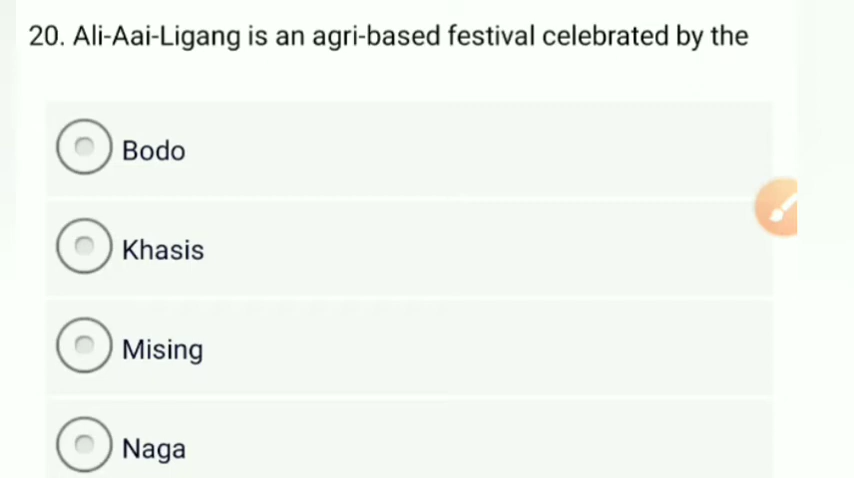 20. Ali-Aai-Ligang is an agri-based festival celebrated by the
Bodo
Khasis
Mising
Naga